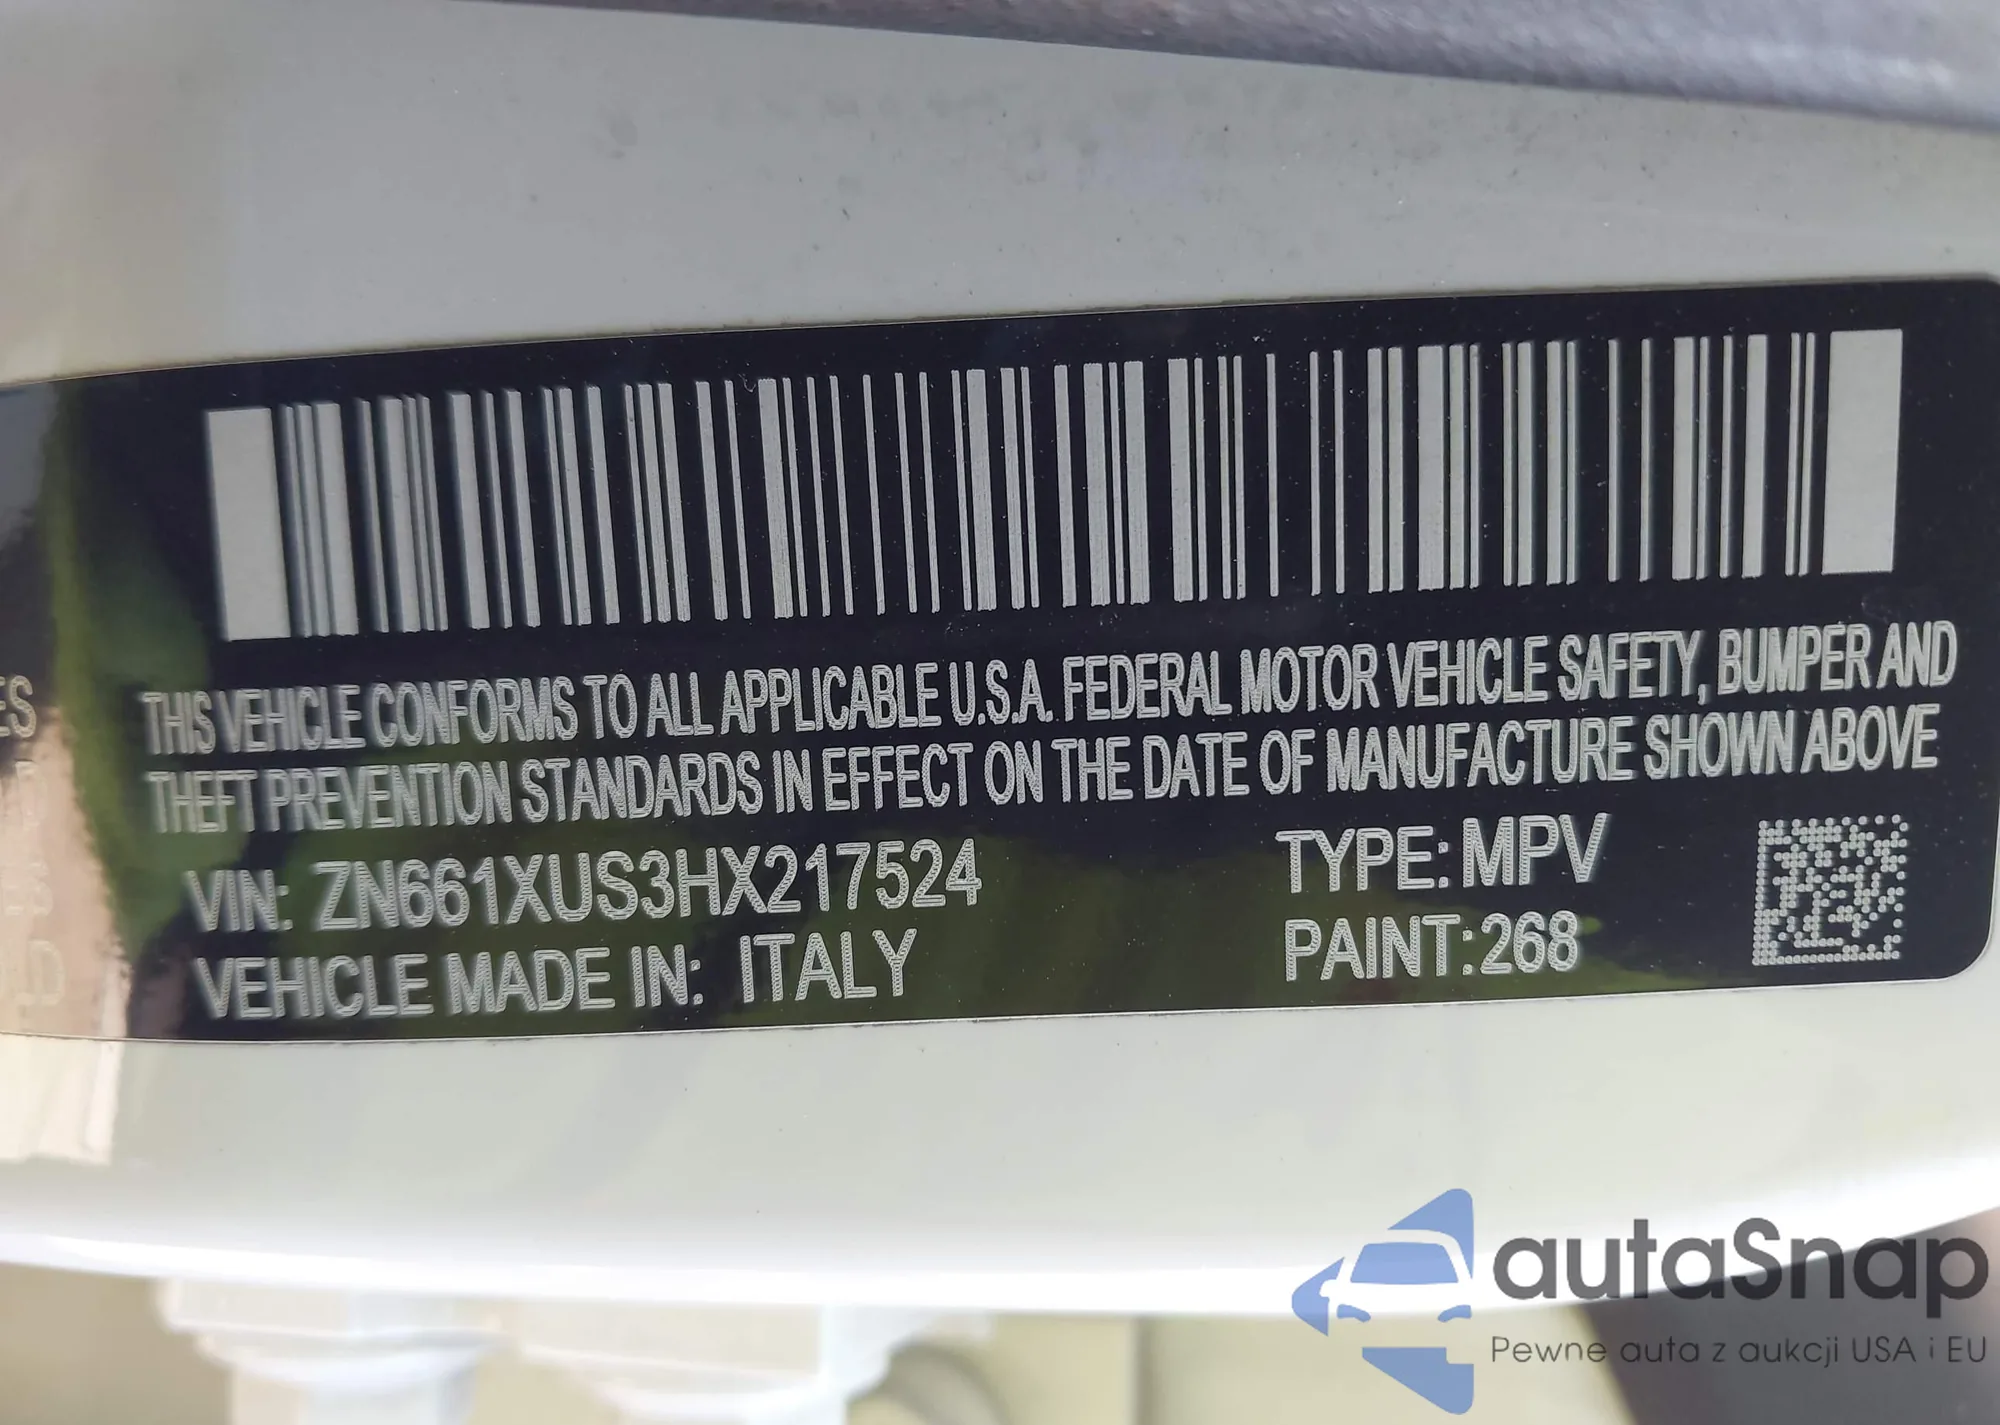 THIS VEHICLE CONFORMS TO ALL APPLICABLE U.S.A. FEDERAL MOTOR VEHICLE SAFETY, BUMPER AND
THEFT PREVENTION STANDARDS IN EFFECT ON THE DATE OF MANUFACTURE SHOWN ABOVE
VIN: ZN661XUS3HX217524 TYPE: MPV
VEHICLE MADE IN: ITALY PAINT: 268
autaSnap
Pewne auta z aukcji USA i EU